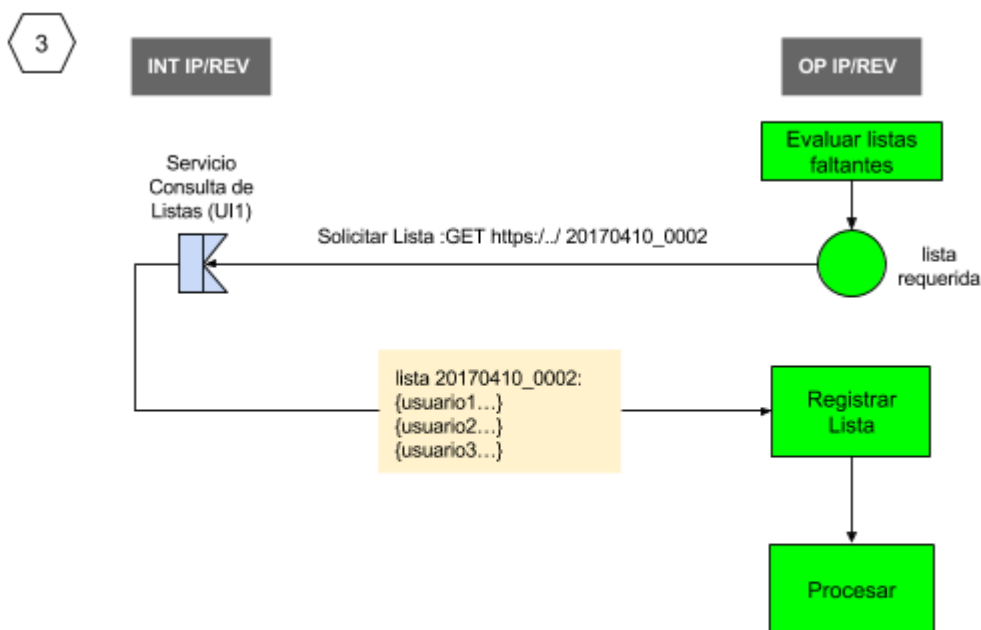 3
INT IP/REV
OP IP/REV
Evaluar listas
faltantes
Servicio
Consulta de
Listas (UI1)
Solicitar Lista :GET https:/../ 20170410_0002
lista
requerida
lista 20170410_0002:
{usuario1...}
{usuario2...}
{usuario3...}
Registrar
Lista
Procesar